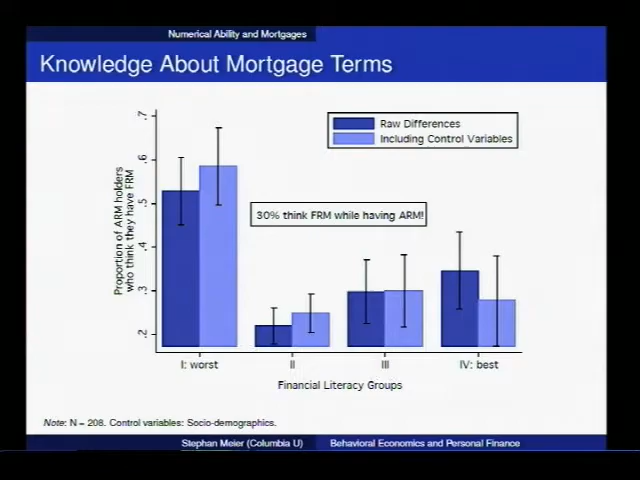 Numerical Ability and Mortgages
Knowledge About Mortgage Terms
Raw Differences
Including Control Variables
30% think FRM while having ARM!
Proportion of ARM holders
who think they have FRM
.7
.6
.5
.4
.3
.2
I: worst
II
III
IV: best
Financial Literacy Groups
Note: N = 208. Control variables: Socio-demographics.
Stephan Meier (Columbia U)
Behavioral Economics and Personal Finance